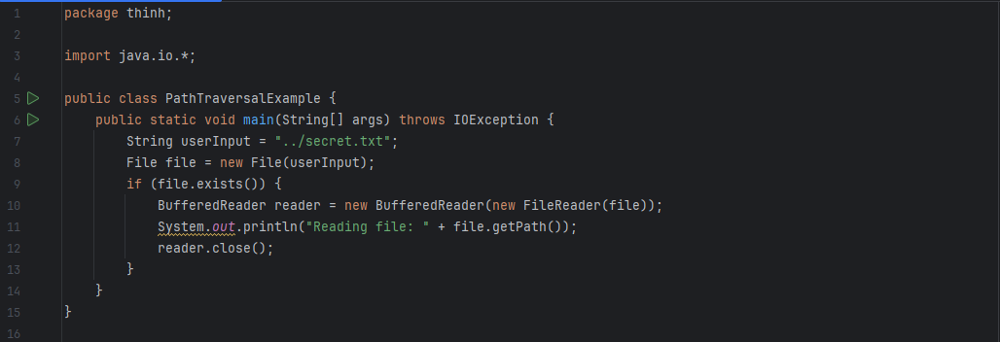 1 package thinh;
2
3 import java.io.*;
4
5 public class PathTraversalExample {
6     public static void main(String[] args) throws IOException {
7         String userInput = "../secret.txt";
8         File file = new File(userInput);
9         if (file.exists()) {
10             BufferedReader reader = new BufferedReader(new FileReader(file));
11             System.out.println("Reading file: " + file.getPath());
12             reader.close();
13         }
14     }
15 }
16